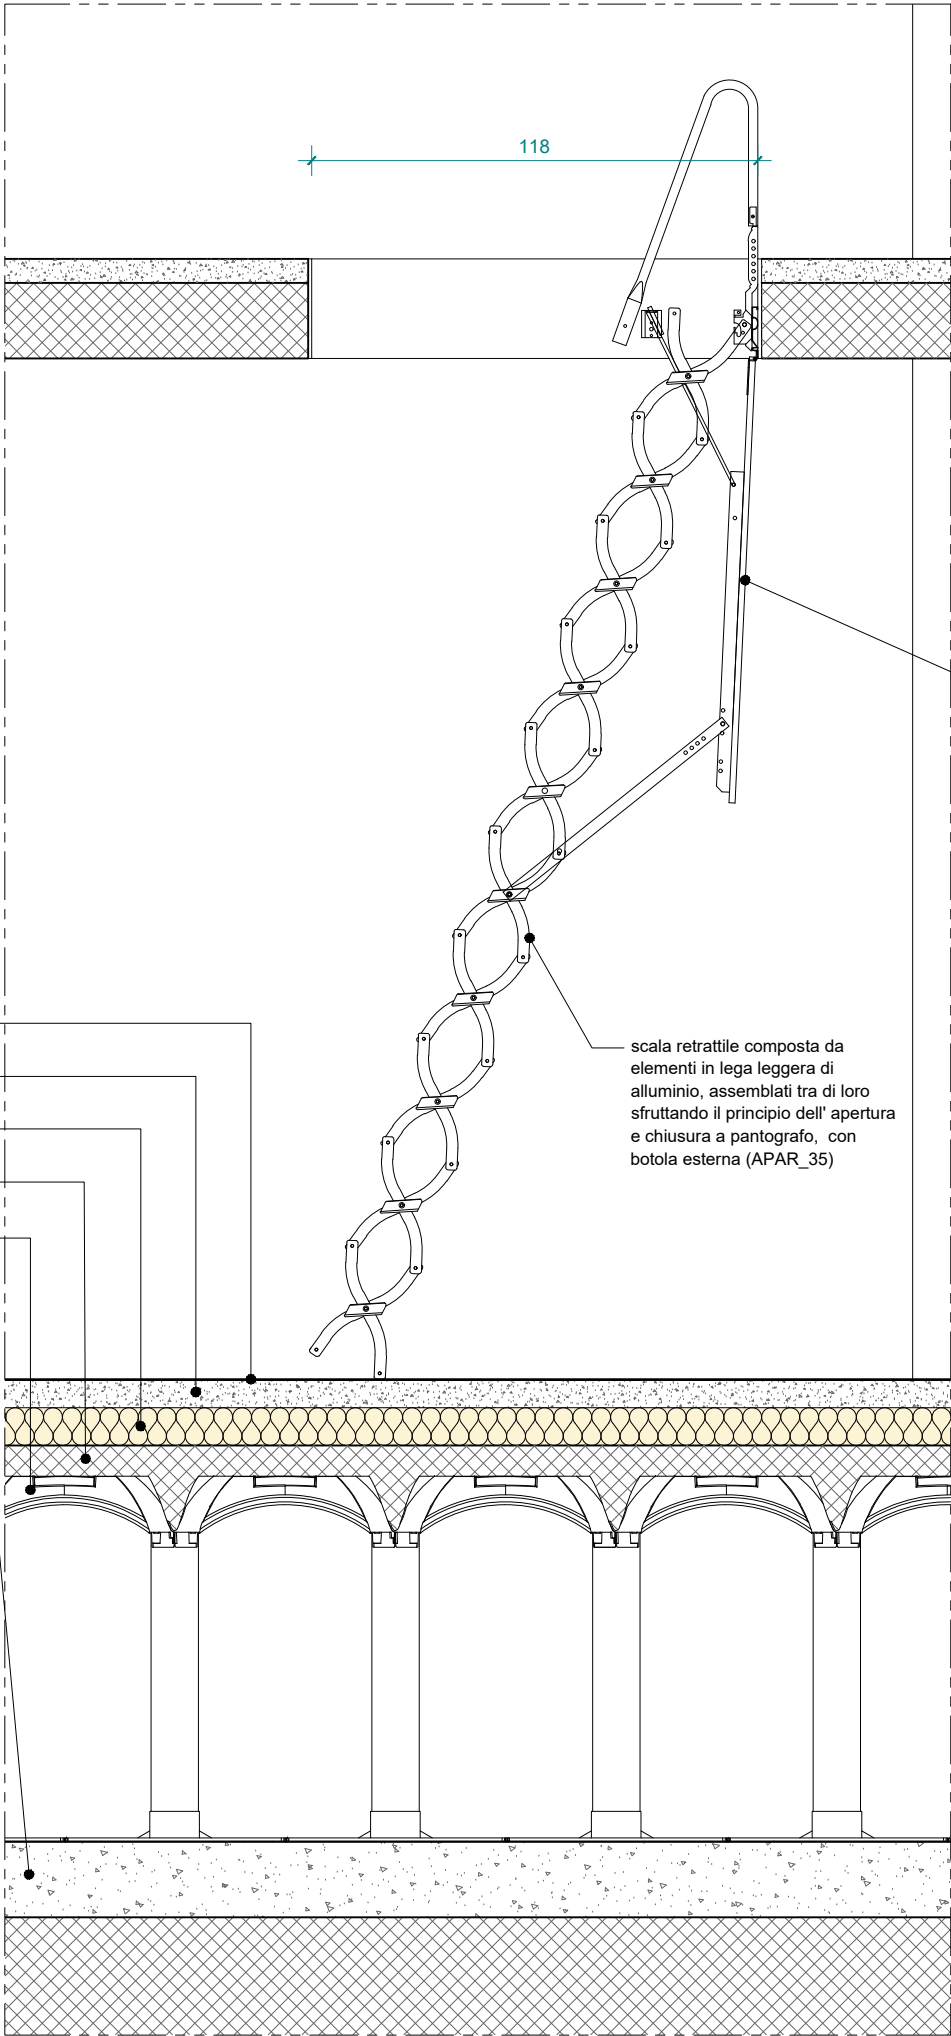 118
scala retrattile composta da
elementi in lega leggera di
alluminio, assemblati tra di loro
sfruttando il principio dell' apertura
e chiusura a pantografo, con
botola esterna (APAR_35)